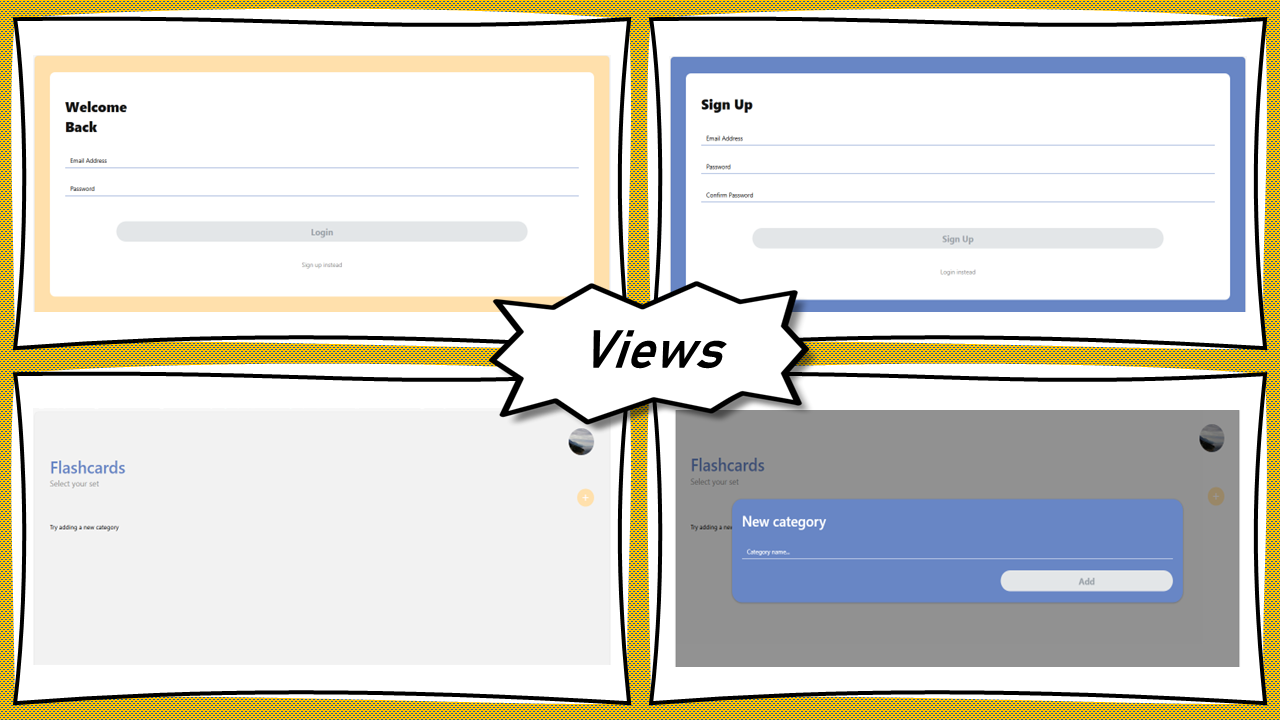 Welcome
Back
Email Address
Password
Login
Sign up instead
Sign Up
Email Address
Password
Confirm Password
Sign Up
Login instead
Views
Flashcards
Select your set
+
Try adding a new category
Flashcards
Select your set
+
Try adding a new
New category
Category name...
Add